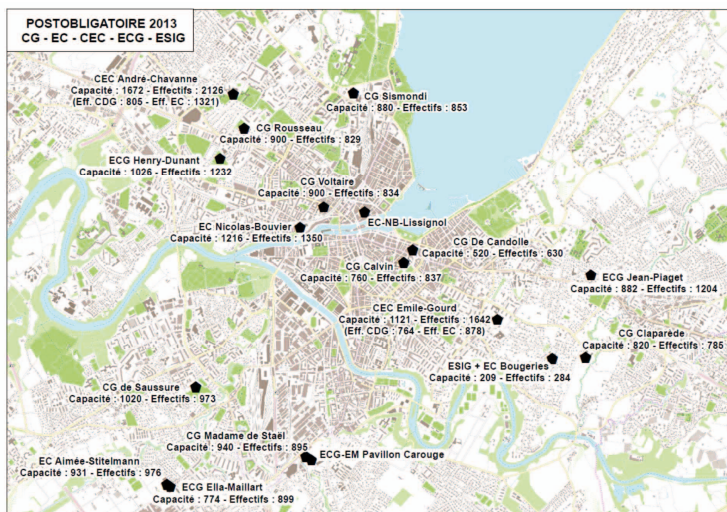 POSTOBLIGATOIRE 2013
CG - EC - CEC - ECG - ESIG
CEC André-Chavanne
Capacité : 1672 - Effectifs : 2126
(Eff. CDG : 805 - Eff. EC : 1321)
CG Sismondi
Capacité : 880 - Effectifs : 853
CG Rousseau
Capacité : 900 - Effectifs : 829
ECG Henry-Dunant
Capacité : 1026 - Effectifs : 1232
CG Voltaire
Capacité : 900 - Effectifs : 834
EC-NB-Lissignol
EC Nicolas-Bouvier
Capacité : 1216 - Effectifs : 1350
CG De Candolle
Capacité : 520 - Effectifs : 630
CG Calvin
Capacité : 760 - Effectifs : 837
ECG Jean-Piaget
Capacité : 882 - Effectifs : 1204
CEC Emile-Gourd
Capacité : 1121 - Effectifs : 1642
(Eff. CDG : 764 - Eff. EC : 878)
CG Claparède
Capacité : 820 - Effectifs : 785
ESIG + EC Bougeries
Capacité : 209 - Effectifs : 284
CG de Saussure
Capacité : 1020 - Effectifs : 973
CG Madame de Staël
Capacité : 940 - Effectifs : 895
ECG-EM Pavillon Carouge
EC Aimée-Stitelmann
Capacité : 931 - Effectifs : 976
ECG Ella-Maillart
Capacité : 774 - Effectifs : 899